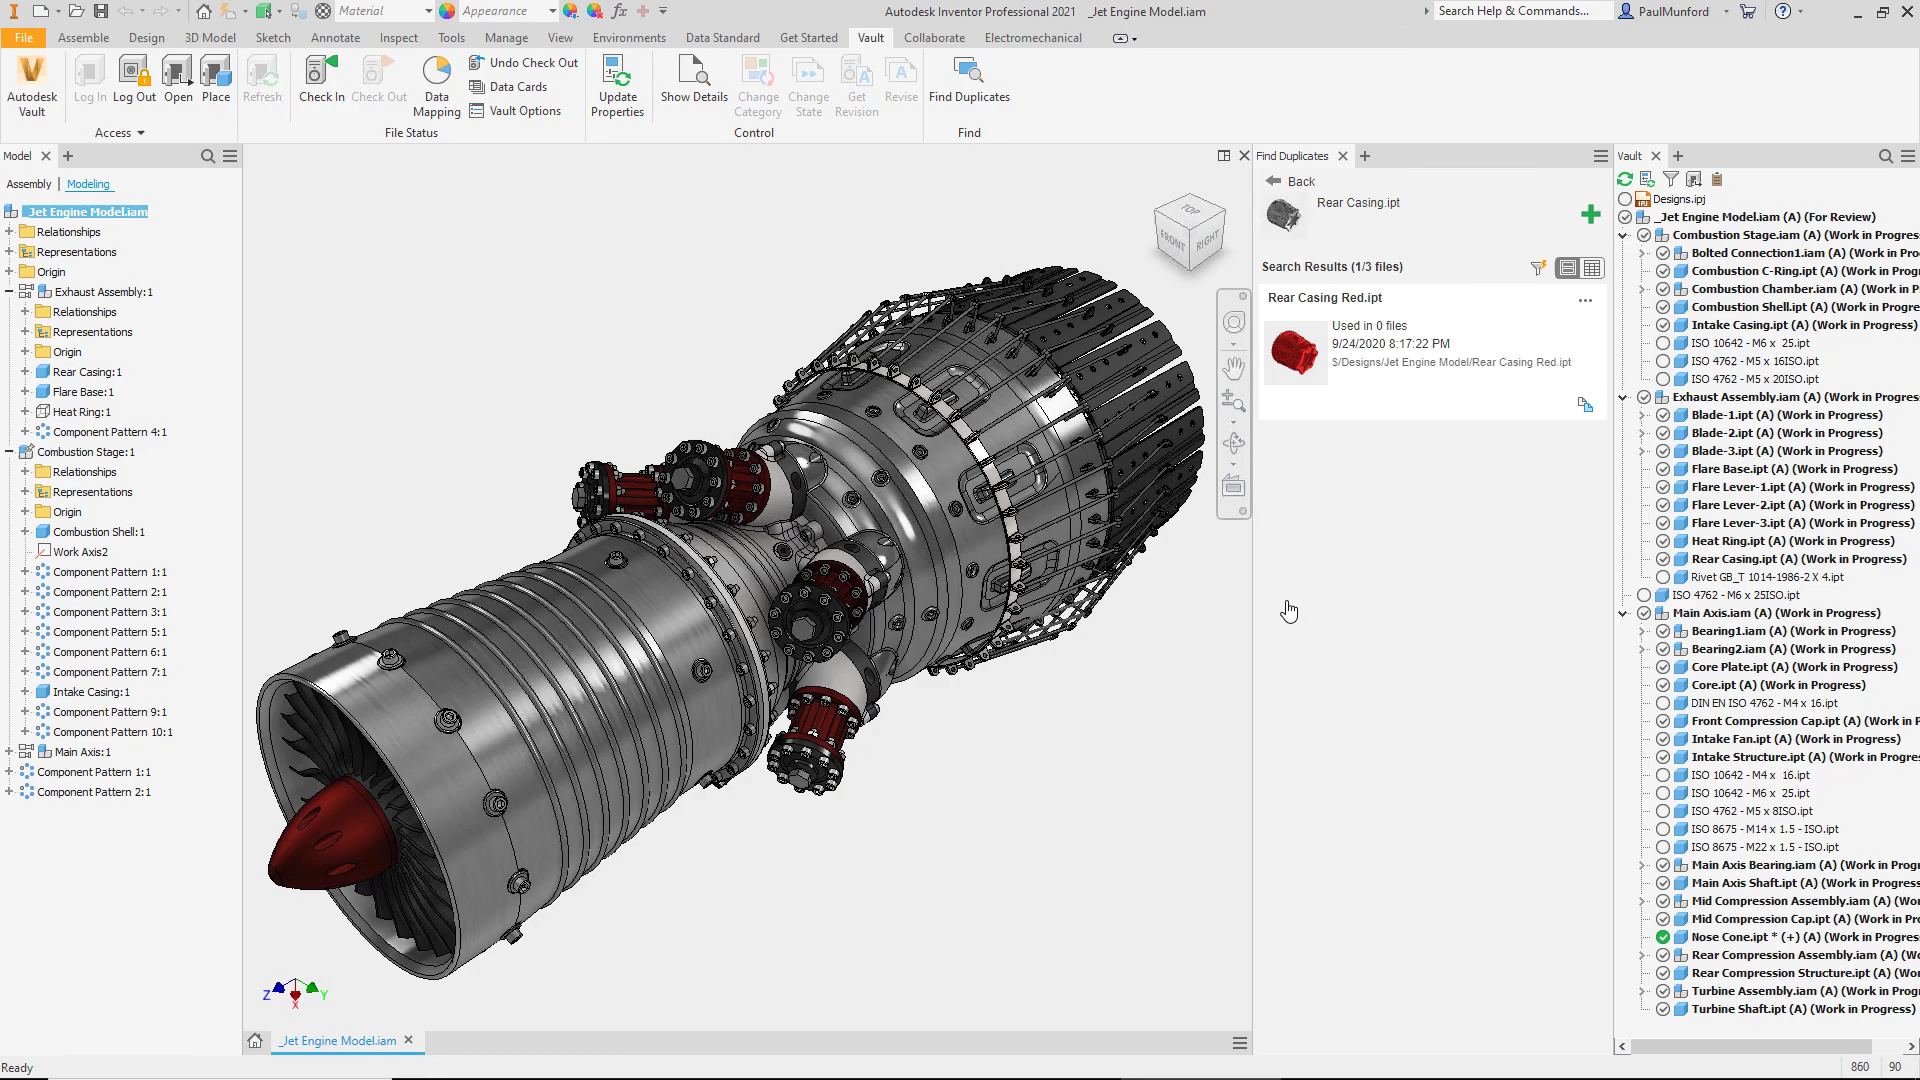 Material
Appearance
fx
Autodesk Inventor Professional 2021 _Jet Engine Model.iam
Search Help & Commands...
PaulMunford
File Assemble Design 3D Model Sketch Annotate Inspect Tools Manage View Environments Data Standard Get Started Vault Collaborate Electromechanical
Autodesk Vault
Log In
Log Out
Open
Place
Refresh
Check In
Check Out
Data Mapping
Undo Check Out
Data Cards
Vault Options
Update Properties
Show Details
Change Category
Change State
Get Revision
Revise
Find Duplicates
Access
File Status
Control
Find
Model
Assembly | Modeling
_Jet Engine Model.iam
Relationships
Representations
Origin
Exhaust Assembly:1
Relationships
Representations
Origin
Rear Casing:1
Flare Base:1
Heat Ring:1
Component Pattern 4:1
Combustion Stage:1
Relationships
Representations
Origin
Combustion Shell:1
Work Axis2
Component Pattern 1:1
Component Pattern 2:1
Component Pattern 3:1
Component Pattern 5:1
Component Pattern 6:1
Component Pattern 7:1
Intake Casing:1
Component Pattern 9:1
Component Pattern 10:1
Main Axis:1
Component Pattern 1:1
Component Pattern 2:1
TOP
FRONT
RIGHT
Z
X
Y
_Jet Engine Model.iam
Find Duplicates
Back
Rear Casing.ipt
Search Results (1/3 files)
Rear Casing Red.ipt
Used in 0 files
9/24/2020 8:17:22 PM
$/Designs/Jet Engine Model/Rear Casing Red.ipt
Vault
Designs.ipj
_Jet Engine Model.iam (A) (For Review)
Combustion Stage.iam (A) (Work in Progres
Bolted Connection1.iam (A) (Work in Pro
Combustion C-Ring.ipt (A) (Work in Progre
Combustion Chamber.iam (A) (Work in P
Combustion Shell.ipt (A) (Work in Progre
Intake Casing.ipt (A) (Work in Progress)
ISO 10642 - M6 x 25.ipt
ISO 4762 - M5 x 16ISO.ipt
ISO 4762 - M5 x 20ISO.ipt
Exhaust Assembly.iam (A) (Work in Progress
Blade-1.ipt (A) (Work in Progress)
Blade-2.ipt (A) (Work in Progress)
Blade-3.ipt (A) (Work in Progress)
Flare Base.ipt (A) (Work in Progress)
Flare Lever-1.ipt (A) (Work in Progress)
Flare Lever-2.ipt (A) (Work in Progress)
Flare Lever-3.ipt (A) (Work in Progress)
Heat Ring.ipt (A) (Work in Progress)
Rear Casing.ipt (A) (Work in Progress)
Rivet GB_T 1014-1986-2 X 4.ipt
ISO 4762 - M6 x 25ISO.ipt
Main Axis.iam (A) (Work in Progress)
Bearing1.iam (A) (Work in Progress)
Bearing2.iam (A) (Work in Progress)
Core Plate.ipt (A) (Work in Progress)
Core.ipt (A) (Work in Progress)
DIN EN ISO 4762 - M4 x 16.ipt
Front Compression Cap.ipt (A) (Work in P
Intake Fan.ipt (A) (Work in Progress)
Intake Structure.ipt (A) (Work in Progress)
ISO 10642 - M4 x 16.ipt
ISO 10642 - M6 x 25.ipt
ISO 4762 - M5 x 8ISO.ipt
ISO 8675 - M14 x 1.5 - ISO.ipt
ISO 8675 - M22 x 1.5 - ISO.ipt
Main Axis Bearing.iam (A) (Work in Progr
Main Axis Shaft.ipt (A) (Work in Progress)
Mid Compression Assembly.iam (A) (Work
Mid Compression Cap.ipt (A) (Work in Pro
Nose Cone.ipt * (+) (A) (Work in Progress
Rear Compression Assembly.iam (A) (Wo
Rear Compression Structure.ipt (A) (Wor
Turbine Assembly.iam (A) (Work in Progr
Turbine Shaft.ipt (A) (Work in Progress)
Ready
860
90